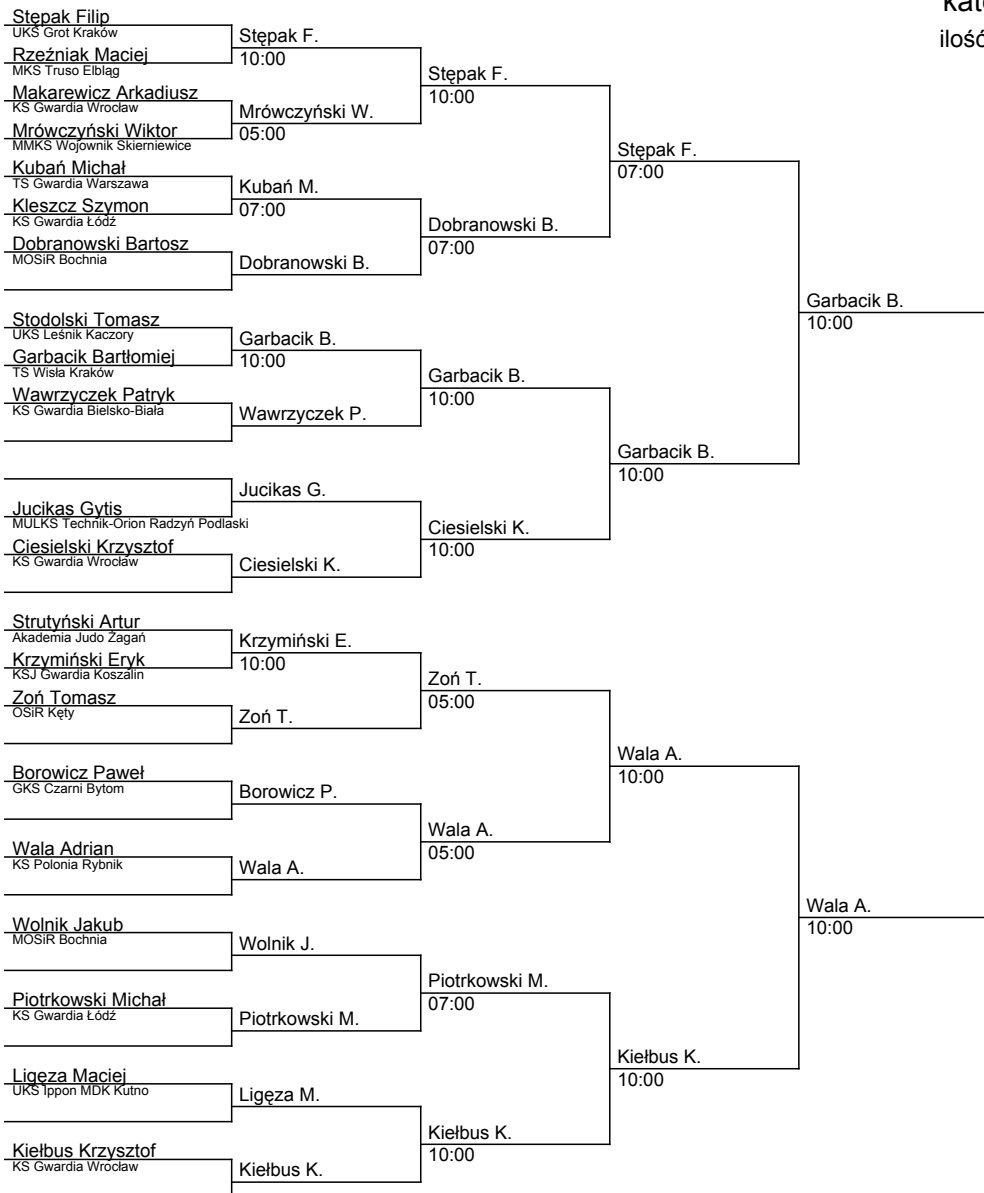 Stępak Filip
UKS Grot Kraków
Rzeźniak Maciej
MKS Truso Elbląg
Makarewicz Arkadiusz
KS Gwardia Wrocław
Mrówczyński Wiktor
MMKS Wojownik Skierniewice
Kubań Michał
TS Gwardia Warszawa
Kleszcz Szymon
KS Gwardia Łódź
Dobranowski Bartosz
MOSiR Bochnia
Stodolski Tomasz
UKS Leśnik Kaczory
Garbacik Bartłomiej
TS Wisła Kraków
Wawrzyczek Patryk
KS Gwardia Bielsko-Biała
Jucikas Gytis
MULKS Technik-Orion Radzyń Podlaski
Ciesielski Krzysztof
KS Gwardia Wrocław
Strutyński Artur
Akademia Judo Żagań
Krzymiński Eryk
KSJ Gwardia Koszalin
Zoń Tomasz
OSiR Kęty
Borowicz Paweł
GKS Czarni Bytom
Wala Adrian
KS Polonia Rybnik
Wolnik Jakub
MOSiR Bochnia
Piotrkowski Michał
KS Gwardia Łódź
Ligęza Maciej
UKS Ippon MDK Kutno
Kiełbus Krzysztof
KS Gwardia Wrocław
Stępak F.
10:00
Mrówczyński W.
05:00
Kubań M.
07:00
Dobranowski B.
Garbacik B.
10:00
Wawrzyczek P.
Jucikas G.
Ciesielski K.
Krzymiński E.
10:00
Zoń T.
Borowicz P.
Wala A.
Wolnik J.
Piotrkowski M.
Ligęza M.
Kiełbus K.
Stępak F.
10:00
Dobranowski B.
07:00
Garbacik B.
10:00
Ciesielski K.
10:00
Zoń T.
05:00
Wala A.
05:00
Piotrkowski M.
07:00
Kiełbus K.
10:00
Stępak F.
07:00
Garbacik B.
10:00
Wala A.
10:00
Kiełbus K.
10:00
Garbacik B.
10:00
Wala A.
10:00
ilość